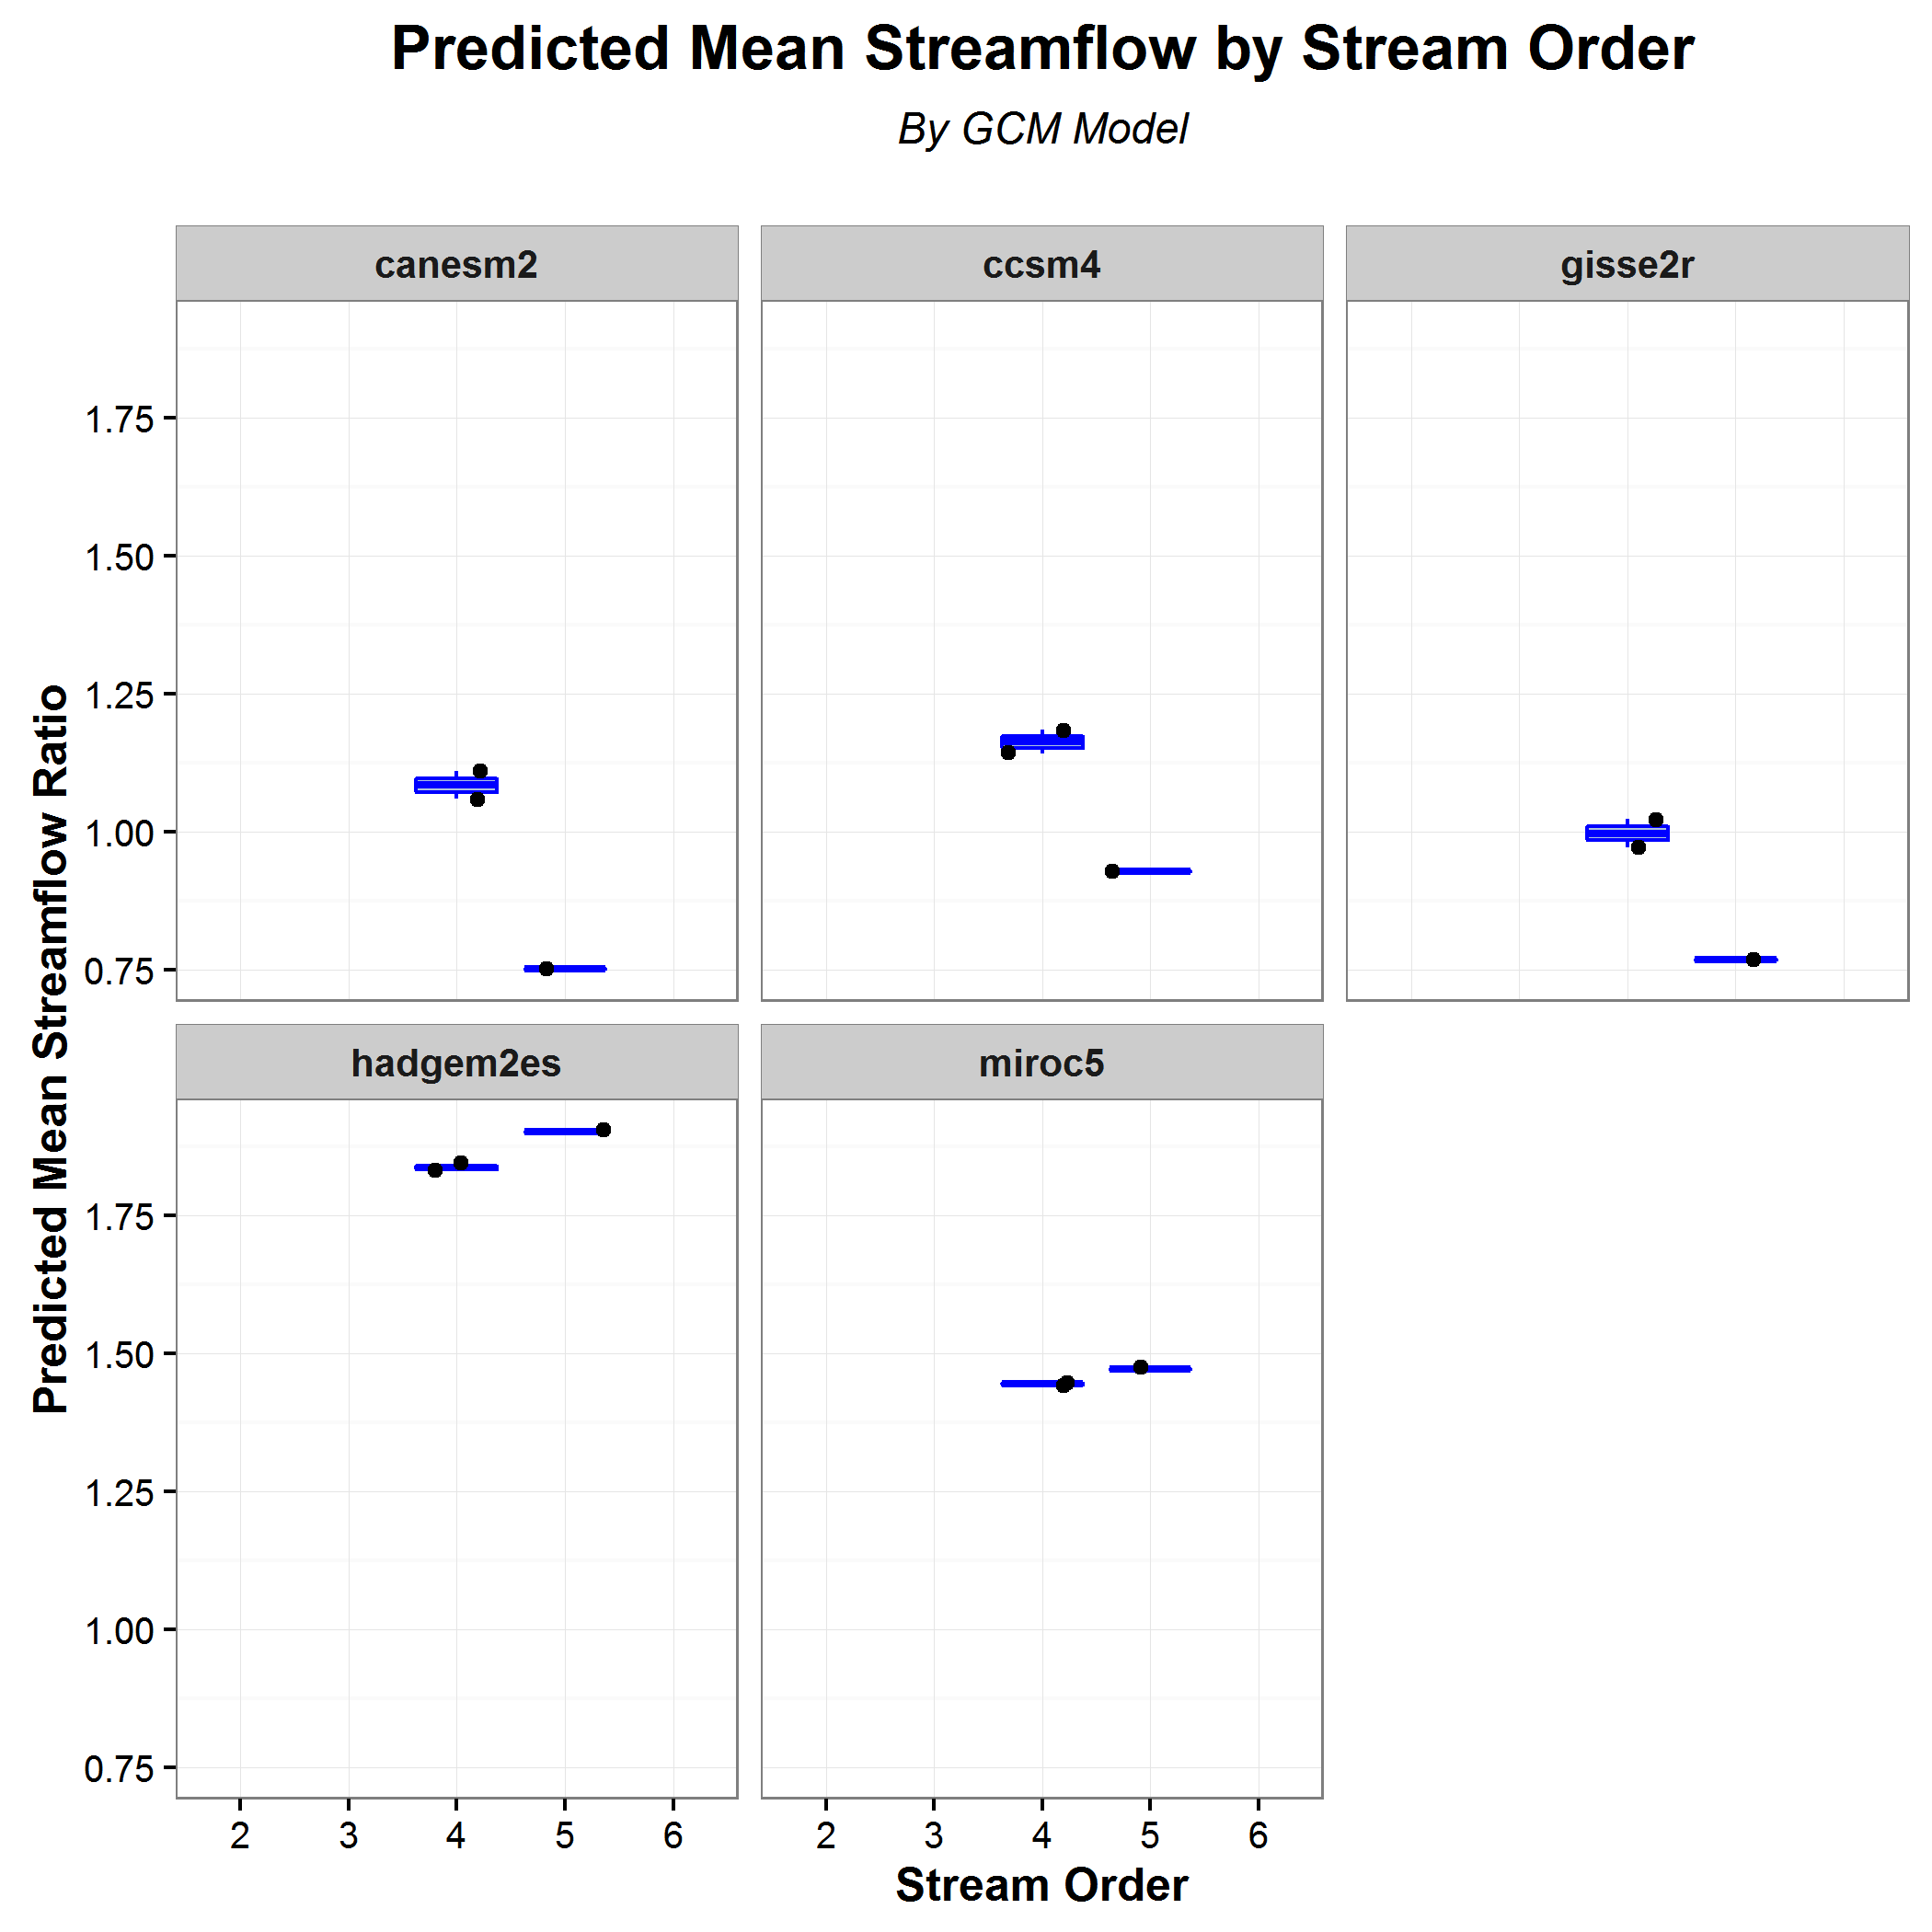 Predicted Mean Streamflow by Stream Order
By GCM Model
canesm2
ccsm4
gisse2r
Predicted Mean Streamflow Ratio
1.75
1.50
1.25
1.00
0.75
hadgem2es
miroc5
1.75
1.50
1.25
1.00
0.75
2 3 4 5 6
2 3 4 5 6
Stream Order